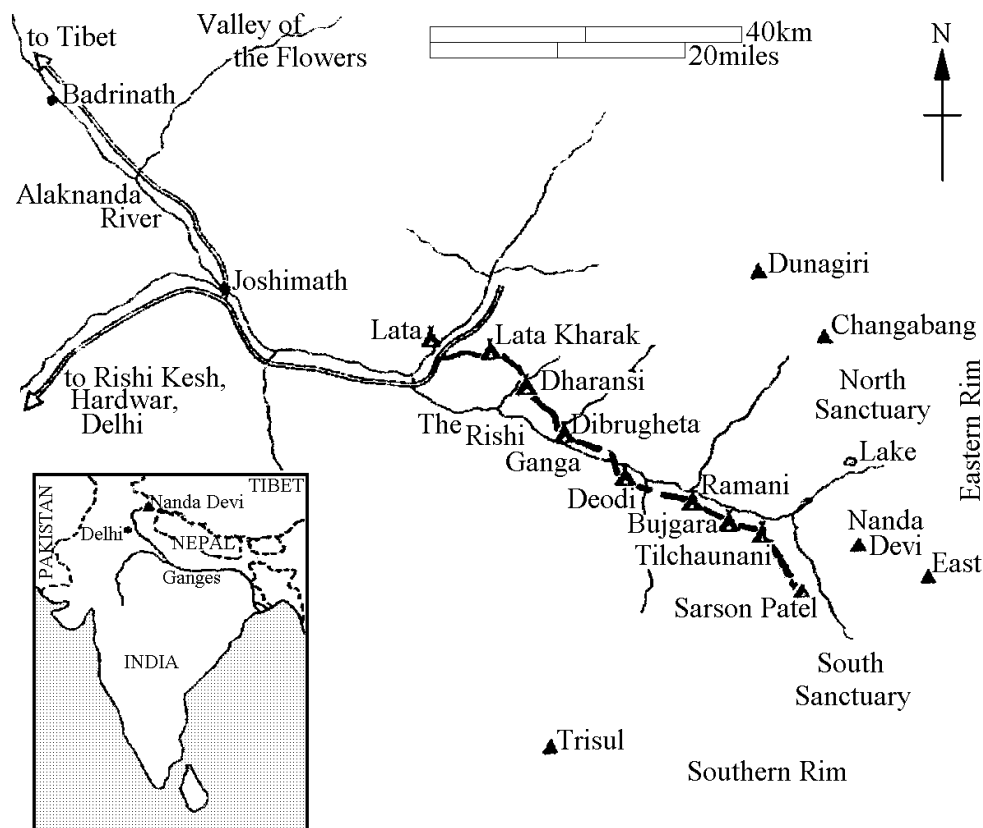 to Tibet
Valley of
the Flowers
40km
20miles
N
Badrinath
Alaknanda
River
Joshimath
Dunagiri
Lata
Lata Kharak
Changabang
to Rishi Kesh,
Hardwar,
Delhi
Dharansi
North
Sanctuary
Eastern Rim
The Rishi
Ganga
Dibrugheta
Lake
Deodi
Ramani
Bujgara
Tilchaunani
Nanda
Devi
East
Sarson Patel
South
Sanctuary
Trisul
Southern Rim
TIBET
PAKISTAN
Nanda Devi
Delhi
NEPAL
Ganges
INDIA